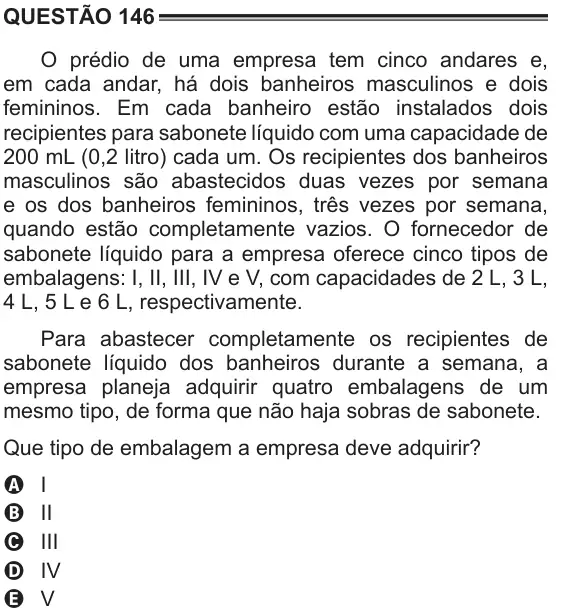 QUESTÃO 146
O prédio de uma empresa tem cinco andares e,
em cada andar, há dois banheiros masculinos e dois
femininos. Em cada banheiro estão instalados dois
recipientes para sabonete líquido com uma capacidade de
200 mL (0,2 litro) cada um. Os recipientes dos banheiros
masculinos são abastecidos duas vezes por semana
e os dos banheiros femininos, três vezes por semana,
quando estão completamente vazios. O fornecedor de
sabonete líquido para a empresa oferece cinco tipos de
embalagens: I, II, III, IV e V, com capacidades de 2 L, 3 L,
4 L, 5 L e 6 L, respectivamente.
Para abastecer completamente os recipientes de
sabonete líquido dos banheiros durante a semana, a
empresa planeja adquirir quatro embalagens de um
mesmo tipo, de forma que não haja sobras de sabonete.
Que tipo de embalagem a empresa deve adquirir?
A I
B II
C III
D IV
E V